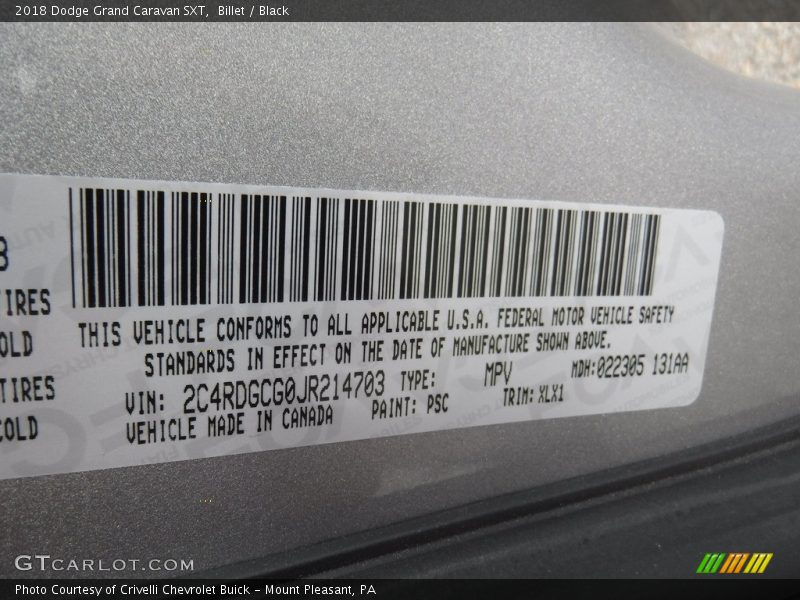 2018 Dodge Grand Caravan SXT,  Billet / Black
TIRES
COLD
TIRES
COLD
THIS VEHICLE CONFORMS TO ALL APPLICABLE U.S.A. FEDERAL MOTOR VEHICLE SAFETY
STANDARDS IN EFFECT ON THE DATE OF MANUFACTURE SHOWN ABOVE.
VIN: 2C4RDGCG0JR214703 TYPE: MPV MDH:022305 131AA
VEHICLE MADE IN CANADA PAINT: PSC TRIM: XLX1
GTCARLOT.COM
Photo Courtesy of Crivelli Chevrolet Buick - Mount Pleasant, PA